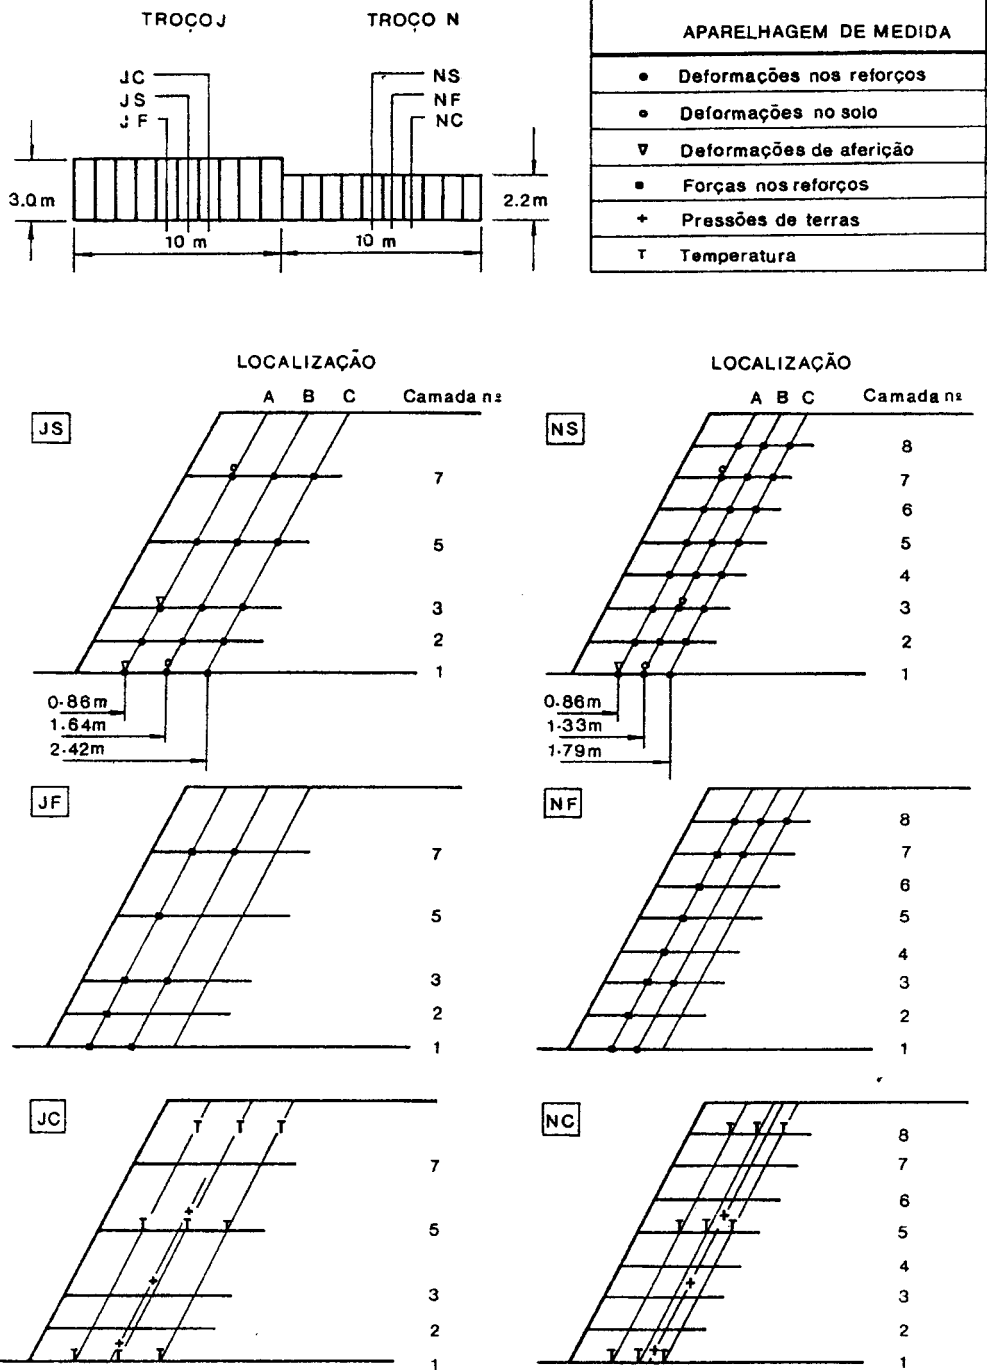 TROÇO J
TROÇO N
JC
JS
JF
NS
NF
NC
3.0 m
2.2 m
10 m
10 m
APARELHAGEM DE MEDIDA
Deformações nos reforços
Deformações no solo
Deformações de aferição
Forças nos reforços
+ Pressões de terras
T Temperatura
LOCALIZAÇÃO
A B C Camada nº
JS
7
5
3
2
1
0.86m
1.64m
2.42m
LOCALIZAÇÃO
A B C Camada nº
NS
8
7
6
5
4
3
2
1
0.86m
1.33m
1.79m
JF
7
5
3
2
1
NF
8
7
6
5
4
3
2
1
JC
T T T
7
+
T T T
5
+
3
2
+
T T T
1
NC
T T T
8
7
6
+
T T T
5
4
+
3
2
+
T T T
1